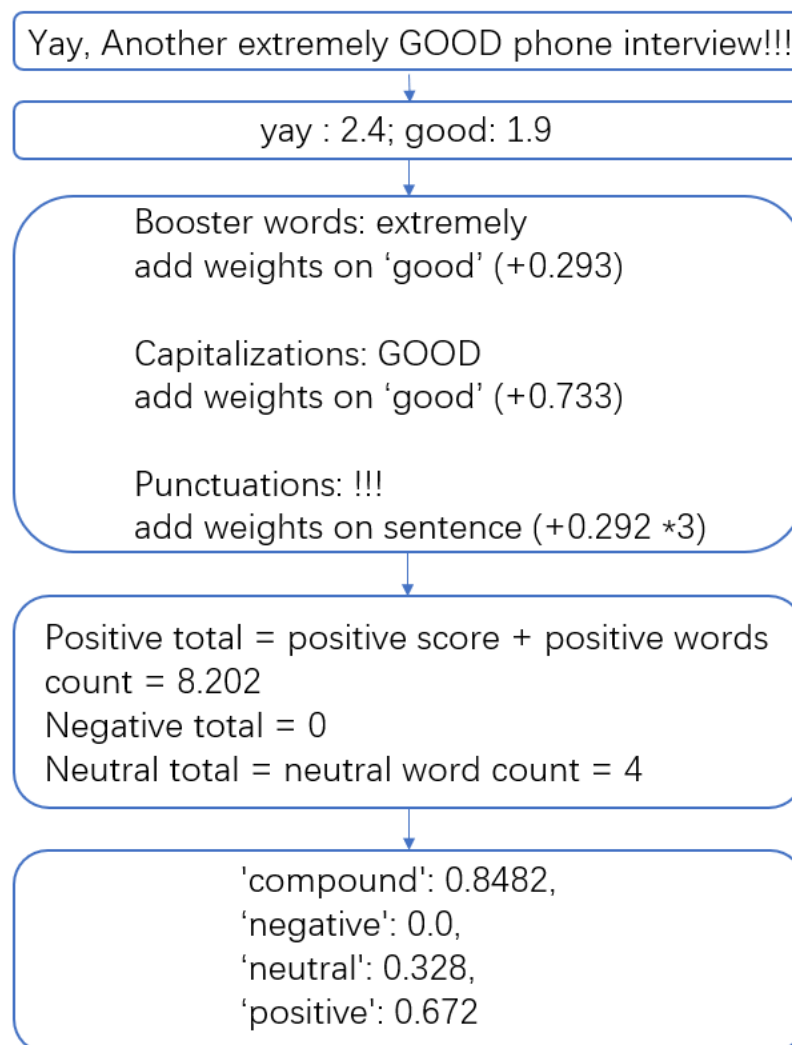 Yay, Another extremely GOOD phone interview!!!
yay : 2.4; good: 1.9
Booster words: extremely
add weights on ‘good’ (+0.293)
Capitalizations: GOOD
add weights on ‘good’ (+0.733)
Punctuations: !!!
add weights on sentence (+0.292 *3)
Positive total = positive score + positive words
count = 8.202
Negative total = 0
Neutral total = neutral word count = 4
'compound': 0.8482,
‘negative': 0.0,
‘neutral': 0.328,
‘positive': 0.672